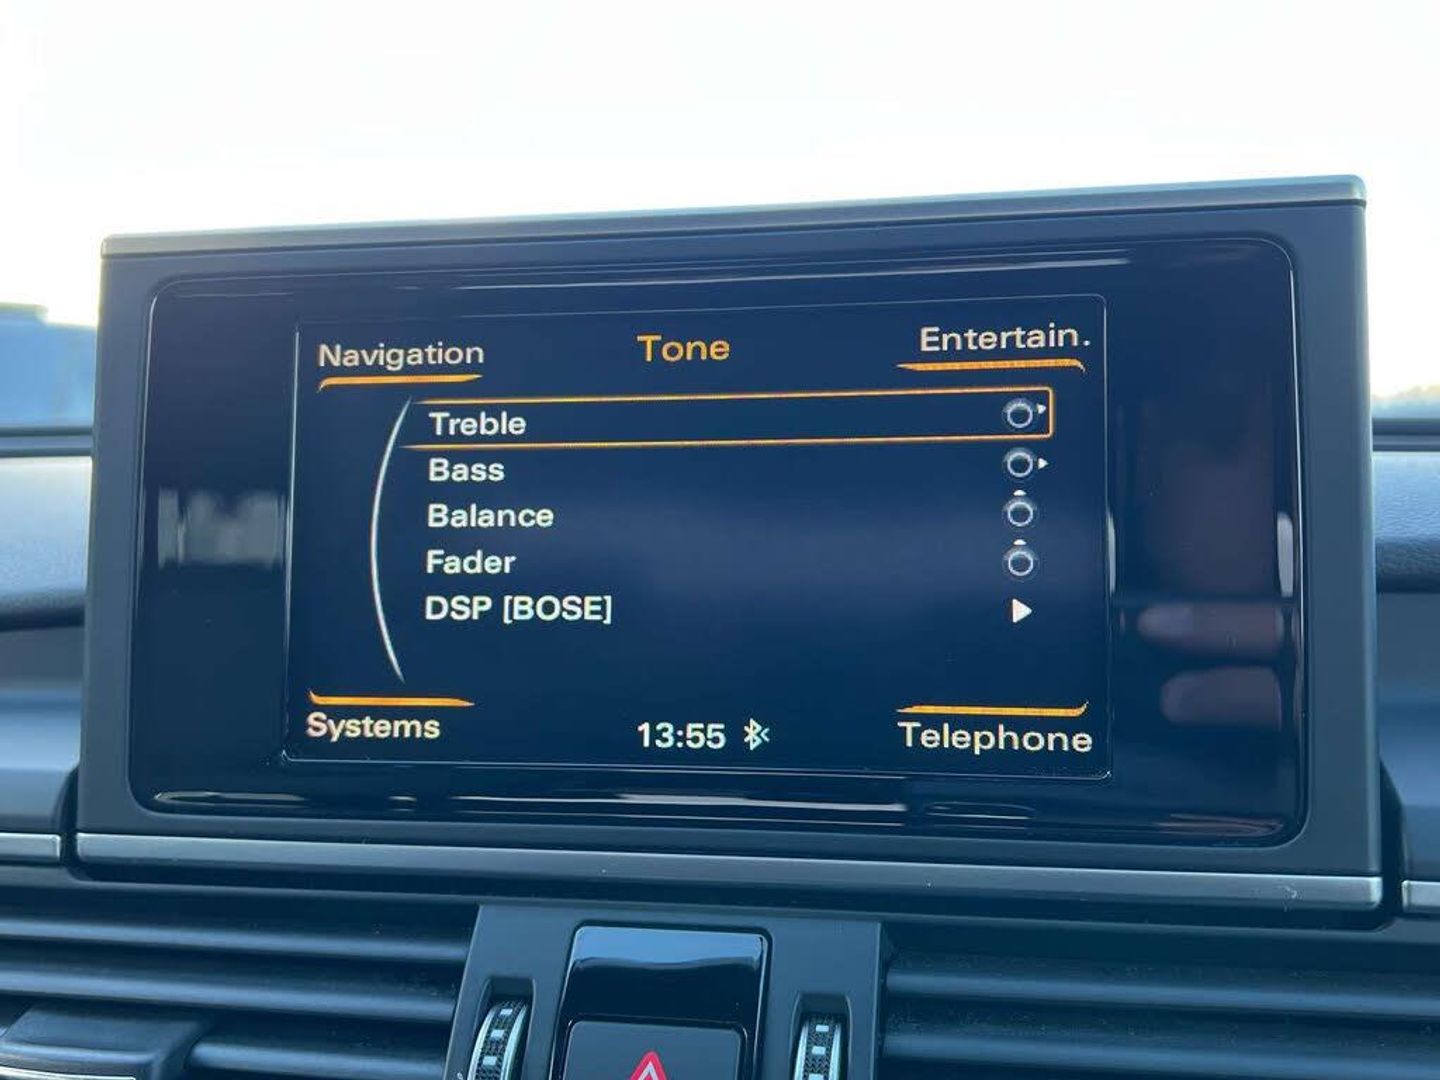 Navigation
Tone
Entertain.
Treble
Bass
Balance
Fader
DSP [BOSE]
Systems
13:55
Telephone